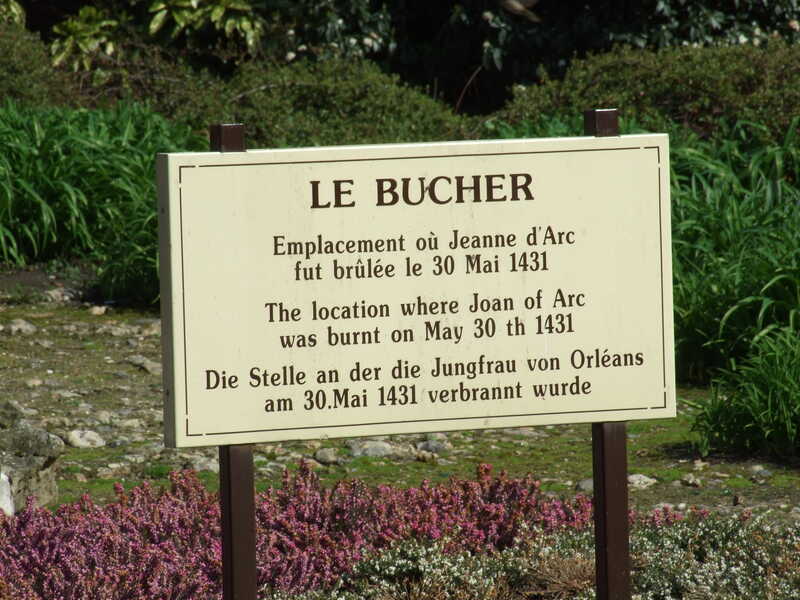 LE BUCHER
Emplacement où Jeanne d'Arc
fut brûlée le 30 Mai 1431
The location where Joan of Arc
was burnt on May 30 th 1431
Die Stelle an der die Jungfrau von Orléans
am 30.Mai 1431 verbrannt wurde